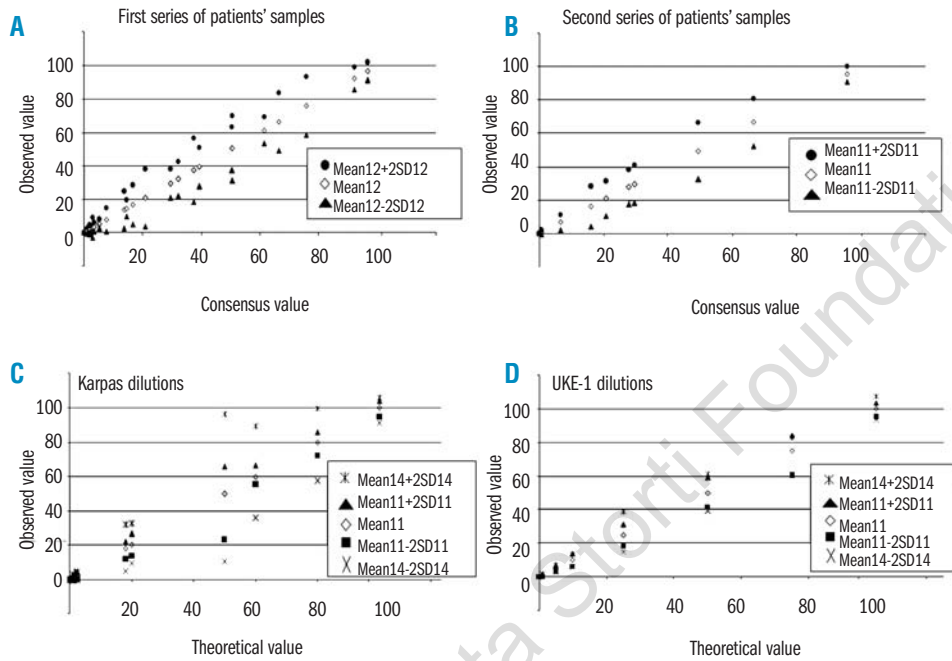 A
First series of patients' samples
Observed value
100
80
60
40
20
0
Mean12+2SD12
Mean12
Mean12-2SD12
0 20 40 60 80 100
Consensus value
B
Second series of patients' samples
Observed value
100
80
60
40
20
0
Mean11+2SD11
Mean11
Mean11-2SD11
0 20 40 60 80 100
Consensus value
C
Karpas dilutions
Observed value
100
80
60
40
20
0
Mean14+2SD14
Mean11+2SD11
Mean11
Mean11-2SD11
Mean14-2SD14
20 40 60 80 100
Theoretical value
D
UKE-1 dilutions
Observed value
100
80
60
40
20
0
Mean14+2SD14
Mean11+2SD11
Mean11
Mean11-2SD11
Mean14-2SD14
20 40 60 80 100
Theoretical value
Storti Foundati